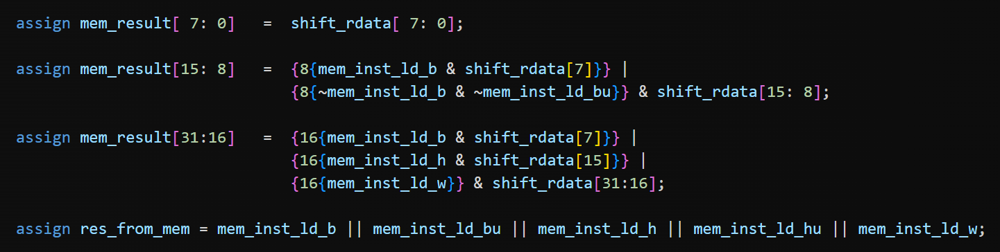 assign mem_result[ 7: 0]   =  shift_rdata[ 7: 0];
assign mem_result[15: 8]   =  {8{mem_inst_ld_b & shift_rdata[7]}} |
{8{~mem_inst_ld_b & ~mem_inst_ld_bu}} & shift_rdata[15: 8];
assign mem_result[31:16]   =  {16{mem_inst_ld_b & shift_rdata[7]}} |
{16{mem_inst_ld_h & shift_rdata[15]}} |
{16{mem_inst_ld_w}} & shift_rdata[31:16];
assign res_from_mem = mem_inst_ld_b || mem_inst_ld_bu || mem_inst_ld_h || mem_inst_ld_hu || mem_inst_ld_w;